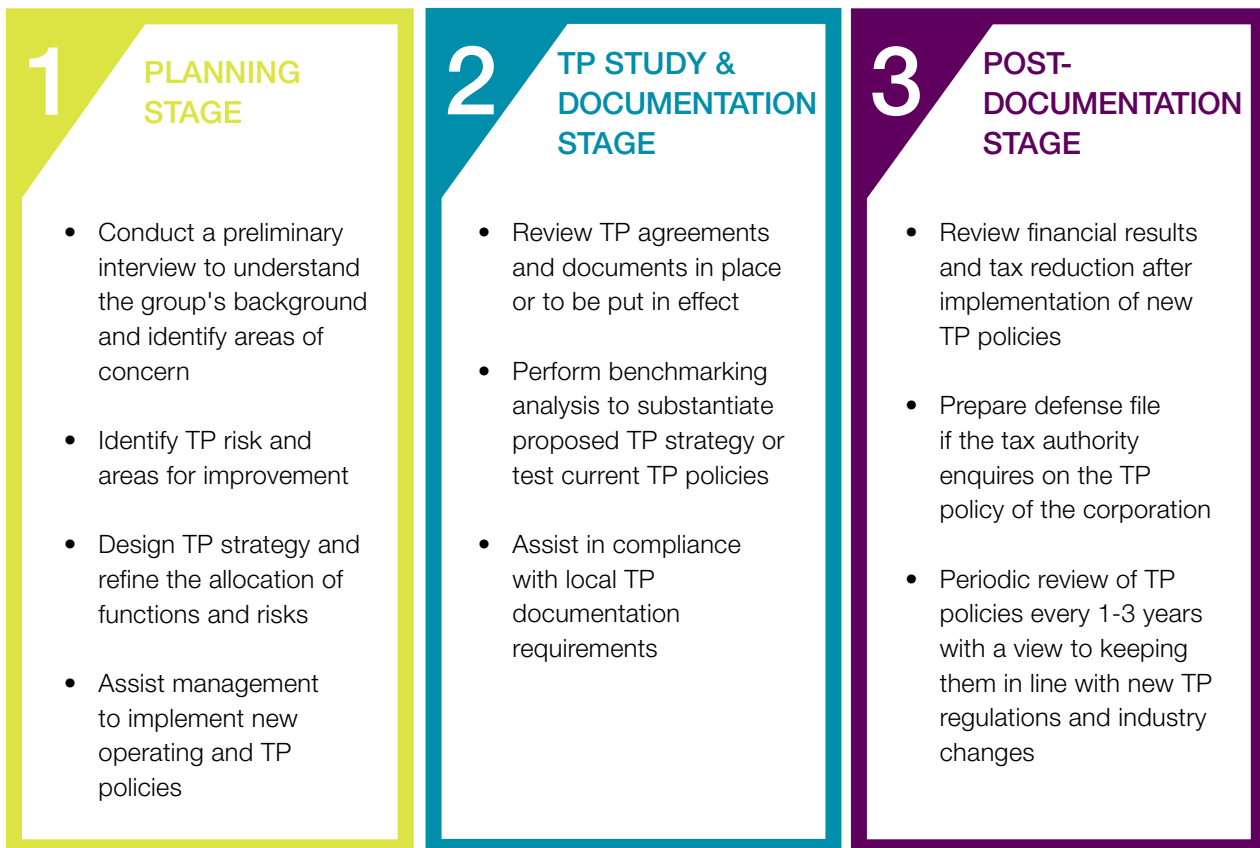 1
PLANNING
STAGE
• Conduct a preliminary
interview to understand
the group's background
and identify areas of
concern
• Identify TP risk and
areas for improvement
• Design TP strategy and
refine the allocation of
functions and risks
• Assist management
to implement new
operating and TP
policies
2
TP STUDY &
DOCUMENTATION
STAGE
• Review TP agreements
and documents in place
or to be put in effect
• Perform benchmarking
analysis to substantiate
proposed TP strategy or
test current TP policies
• Assist in compliance
with local TP
documentation
requirements
3
POST-
DOCUMENTATION
STAGE
• Review financial results
and tax reduction after
implementation of new
TP policies
• Prepare defense file
if the tax authority
enquires on the TP
policy of the corporation
• Periodic review of TP
policies every 1-3 years
with a view to keeping
them in line with new TP
regulations and industry
changes